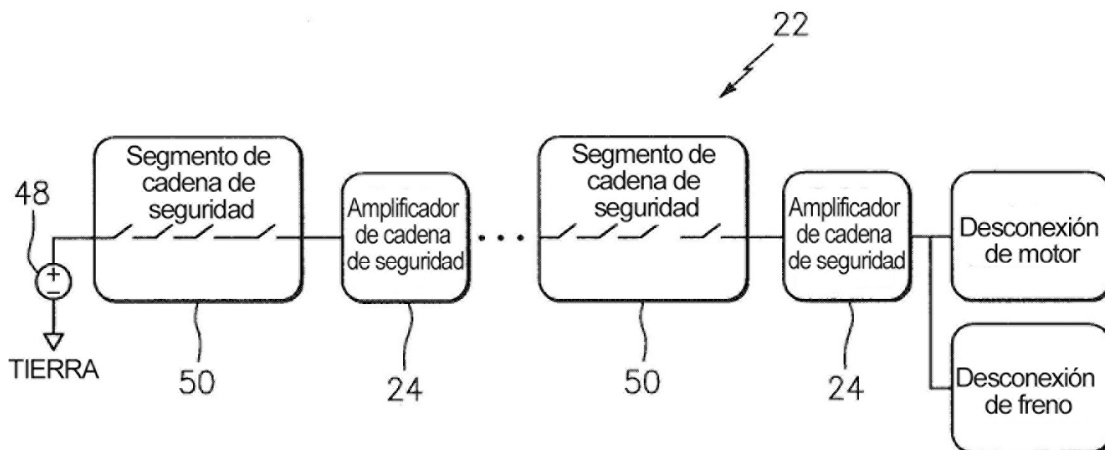 22
Segmento de
cadena de
seguridad
Segmento de
cadena de
seguridad
48
Amplificador
de cadena
de seguridad
Amplificador
de cadena
de seguridad
Desconexión
de motor
+
−
TIERRA
50
24
50
24
Desconexión
de freno